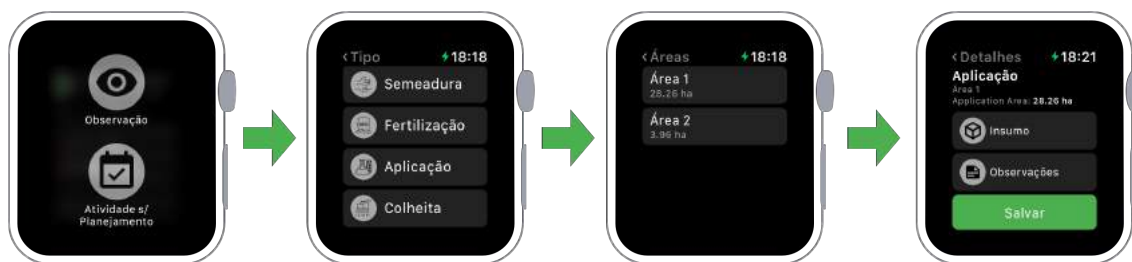 Observação
Atividade s/
Planejamento
<Tipo 18:18
Semeadura
Fertilização
Aplicação
Colheita
<Áreas 18:18
Área 1
28.26 ha
Área 2
3.96 ha
<Detalhes 18:21
Aplicação
Área 1
Application Area: 28.26 ha
Insumo
Observações
Salvar